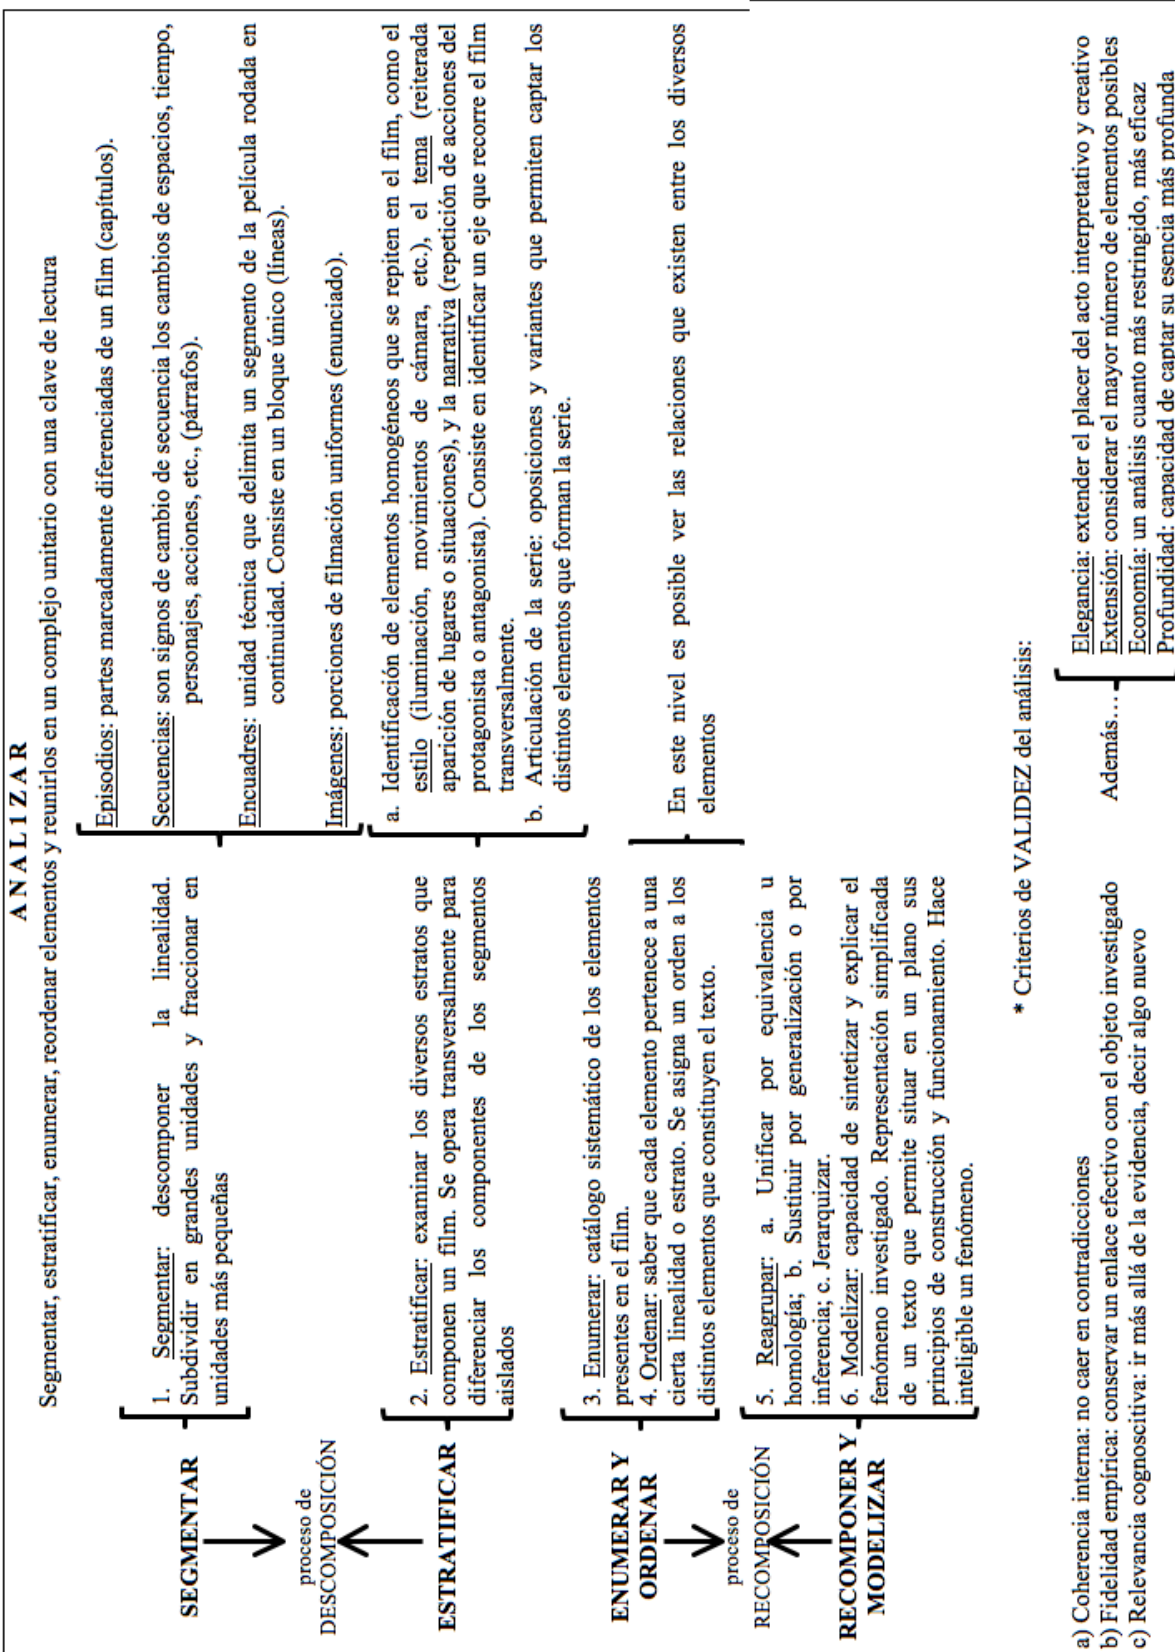 A N A L 1 Z A R
Segmentar, estratificar, enumerar, reordenar elementos y reunirlos en un complejo unitario con una clave de lectura
SEGMENTAR
proceso de
DESCOMPOSICIÓN
ESTRATIFICAR
ENUMERAR Y
ORDENAR
proceso de
RECOMPOSICIÓN
RECOMPONER Y
MODELIZAR
1. Segmentar: descomponer la linealidad.
Subdividir en grandes unidades y fraccionar en
unidades más pequeñas
2. Estratificar: examinar los diversos estratos que
componen un film. Se opera transversalmente para
diferenciar los componentes de los segmentos
aislados
3. Enumerar: catálogo sistemático de los elementos
presentes en el film.
4. Ordenar: saber que cada elemento pertenece a una
cierta linealidad o estrato. Se asigna un orden a los
distintos elementos que constituyen el texto.
5. Reagrupar: a. Unificar por equivalencia u
homología; b. Sustituir por generalización o por
inferencia; c. Jerarquizar.
6. Modelizar: capacidad de sintetizar y explicar el
fenómeno investigado. Representación simplificada
de un texto que permite situar en un plano sus
principios de construcción y funcionamiento. Hace
inteligible un fenómeno.
Episodios: partes marcadamente diferenciadas de un film (capítulos).
Secuencias: son signos de cambio de secuencia los cambios de espacios, tiempo,
personajes, acciones, etc., (párrafos).
Encuadres: unidad técnica que delimita un segmento de la película rodada en
continuidad. Consiste en un bloque único (líneas).
Imágenes: porciones de filmación uniformes (enunciado).
a. Identificación de elementos homogéneos que se repiten en el film, como el
estilo (iluminación, movimientos de cámara, etc.), el tema (reiterada
aparición de lugares o situaciones), y la narrativa (repetición de acciones del
protagonista o antagonista). Consiste en identificar un eje que recorre el film
transversalmente.
b. Articulación de la serie: oposiciones y variantes que permiten captar los
distintos elementos que forman la serie.
En este nivel es posible ver las relaciones que existen entre los diversos
elementos
* Criterios de VALIDEZ del análisis:
a) Coherencia interna: no caer en contradicciones
b) Fidelidad empírica: conservar un enlace efectivo con el objeto investigado
c) Relevancia cognoscitiva: ir más allá de la evidencia, decir algo nuevo
Además…
Elegancia: extender el placer del acto interpretativo y creativo
Extensión: considerar el mayor número de elementos posibles
Economía: un análisis cuanto más restringido, más eficaz
Profundidad: capacidad de captar su esencia más profunda